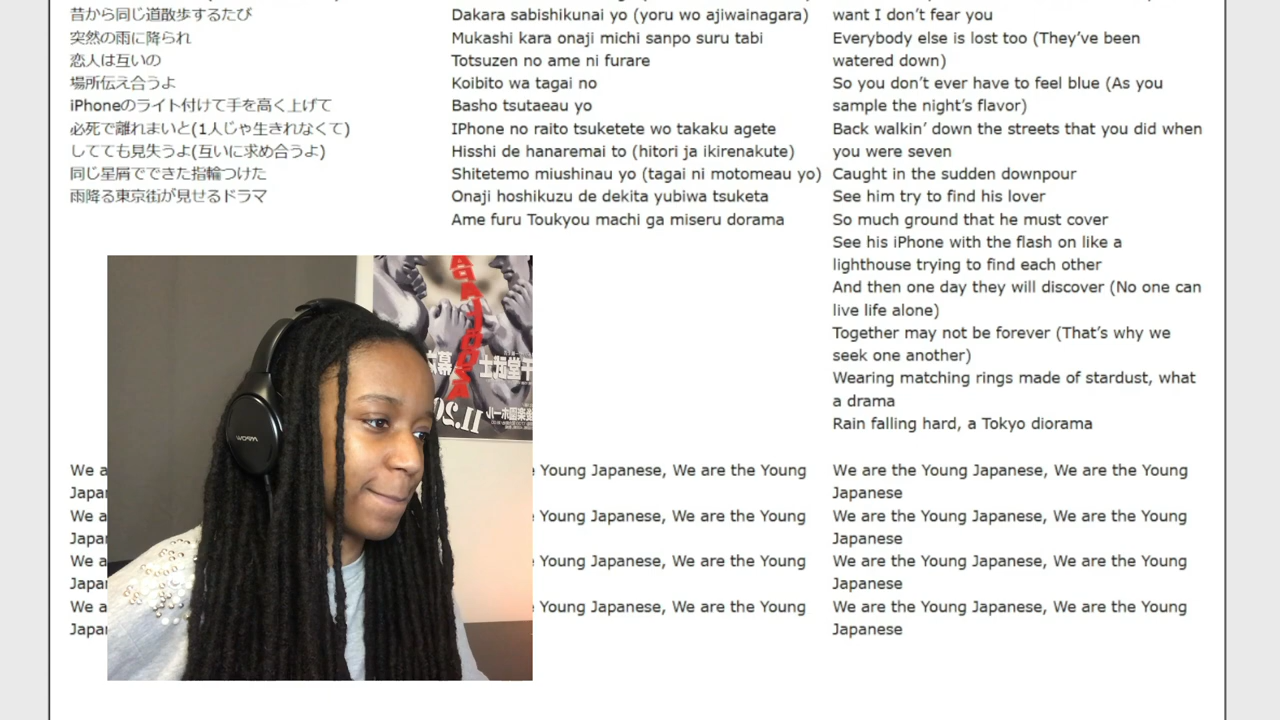 昔から同じ道散歩するたび
突然の雨に降られ
恋人は互いの
場所伝え合うよ
iPhoneのライト付けて手を高く上げて
必死で離れまいと(1人じゃ生きれなくて)
してても見失うよ(互いに求め合うよ)
同じ星屑でできた指輪つけた
雨降る東京街が見せるドラマ
We a
Japa
We a
Japa
We a
Japa
We a
Japa
Dakara sabishikunai yo (yoru wo ajiwainagara)
Mukashi kara onaji michi sanpo suru tabi
Totsuzen no ame ni furare
Koibito wa tagai no
Basho tsutaeau yo
IPhone no raito tsuketete wo takaku agete
Hisshi de hanaremai to (hitori ja ikirenakute)
Shitetemo miushinau yo (tagai ni motomeau yo)
Onaji hoshikuzu de dekita yubiwa tsuketa
Ame furu Toukyou machi ga miseru dorama
Young Japanese, We are the Young
Young Japanese, We are the Young
Young Japanese, We are the Young
Young Japanese, We are the Young
want I don’t fear you
Everybody else is lost too (They’ve been
watered down)
So you don’t ever have to feel blue (As you
sample the night’s flavor)
Back walkin’ down the streets that you did when
you were seven
Caught in the sudden downpour
See him try to find his lover
So much ground that he must cover
See his iPhone with the flash on like a
lighthouse trying to find each other
And then one day they will discover (No one can
live life alone)
Together may not be forever (That’s why we
seek one another)
Wearing matching rings made of stardust, what
a drama
Rain falling hard, a Tokyo diorama
We are the Young Japanese, We are the Young
Japanese
We are the Young Japanese, We are the Young
Japanese
We are the Young Japanese, We are the Young
Japanese
We are the Young Japanese, We are the Young
Japanese